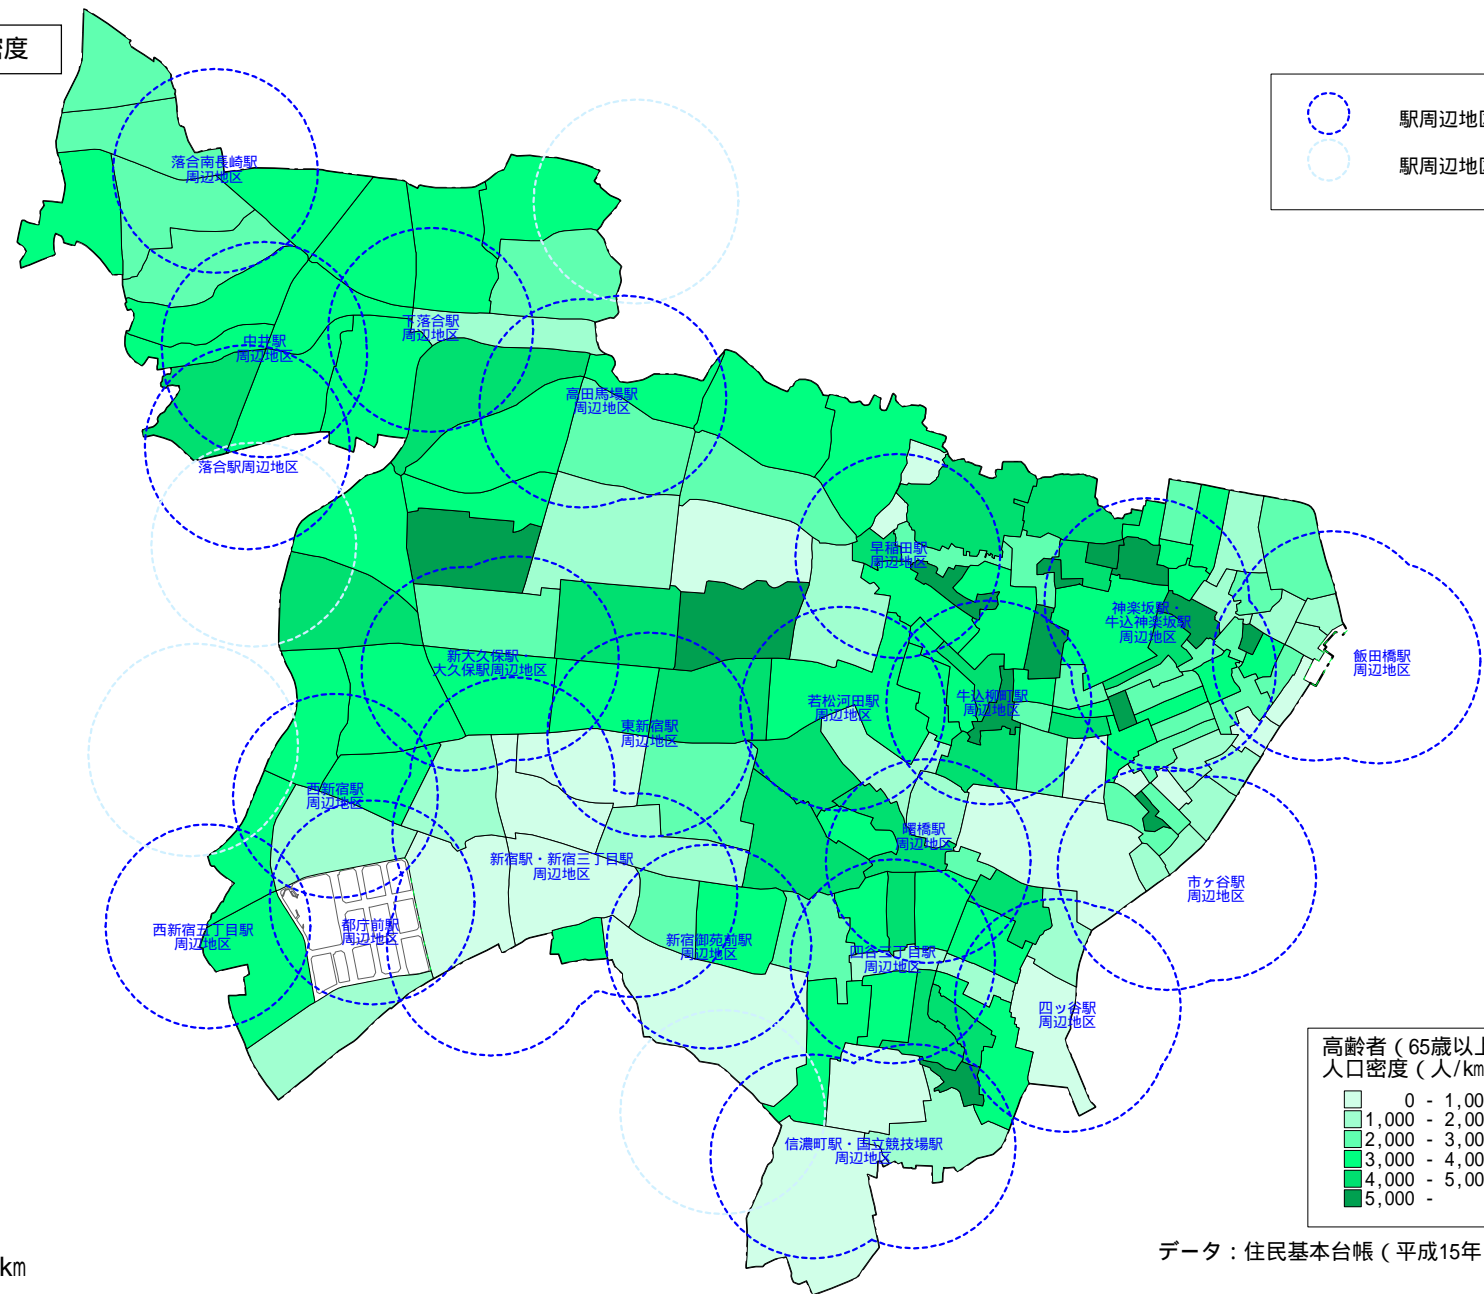 密度
駅周辺地区
駅周辺地区
落合南長崎駅
周辺地区
下落合駅
周辺地区
中井駅
周辺地区
高田馬場駅
周辺地区
落合駅周辺地区
早稲田駅
周辺地区
神楽坂駅・
牛込神楽坂駅
周辺地区
飯田橋駅
周辺地区
新大久保駅・
大久保駅周辺地区
若松河田駅
周辺地区
牛込柳町駅
周辺地区
東新宿駅
周辺地区
西新宿駅
周辺地区
曙橋駅
周辺地区
新宿駅・新宿三丁目駅
周辺地区
市ヶ谷駅
周辺地区
西新宿五丁目駅
周辺地区
都庁前駅
周辺地区
新宿御苑前駅
周辺地区
四谷三丁目駅
周辺地区
四ッ谷駅
周辺地区
信濃町駅・国立競技場駅
周辺地区
高齢者（65歳以上
人口密度（人/km
0 - 1,00
1,000 - 2,00
2,000 - 3,00
3,000 - 4,00
4,000 - 5,00
5,000 -
データ：住民基本台帳（平成15年
km